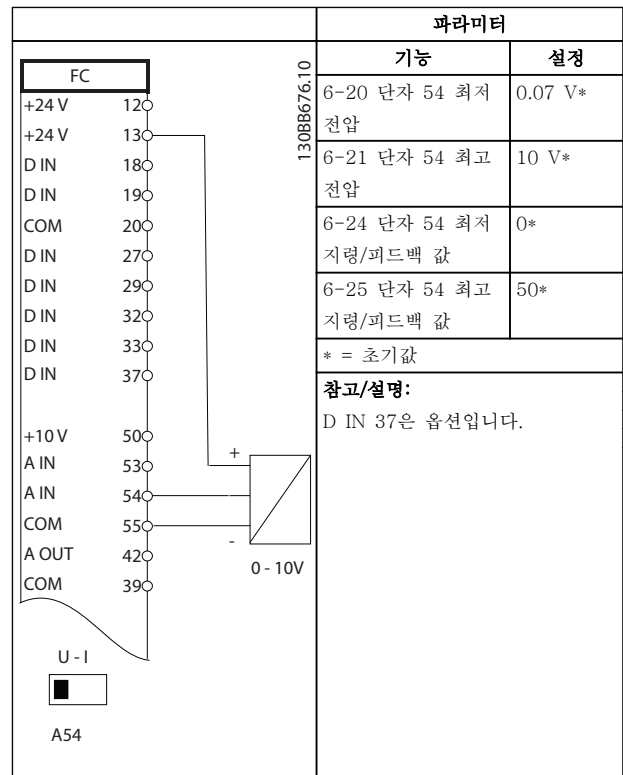 파라미터
기능 설정
FC
130BB676.10
+24 V 12
+24 V 13
D IN 18
D IN 19
COM 20
D IN 27
D IN 29
D IN 32
D IN 33
D IN 37
+10 V 50
A IN 53
A IN 54
COM 55
A OUT 42
COM 39
+
-
0 - 10V
U - I
A54
6-20 단자 54 최저 0.07 V*
전압
6-21 단자 54 최고 10 V*
전압
6-24 단자 54 최저 0*
지령/피드백 값
6-25 단자 54 최고 50*
지령/피드백 값
* = 초기값
참고/설명:
D IN 37은 옵션입니다.